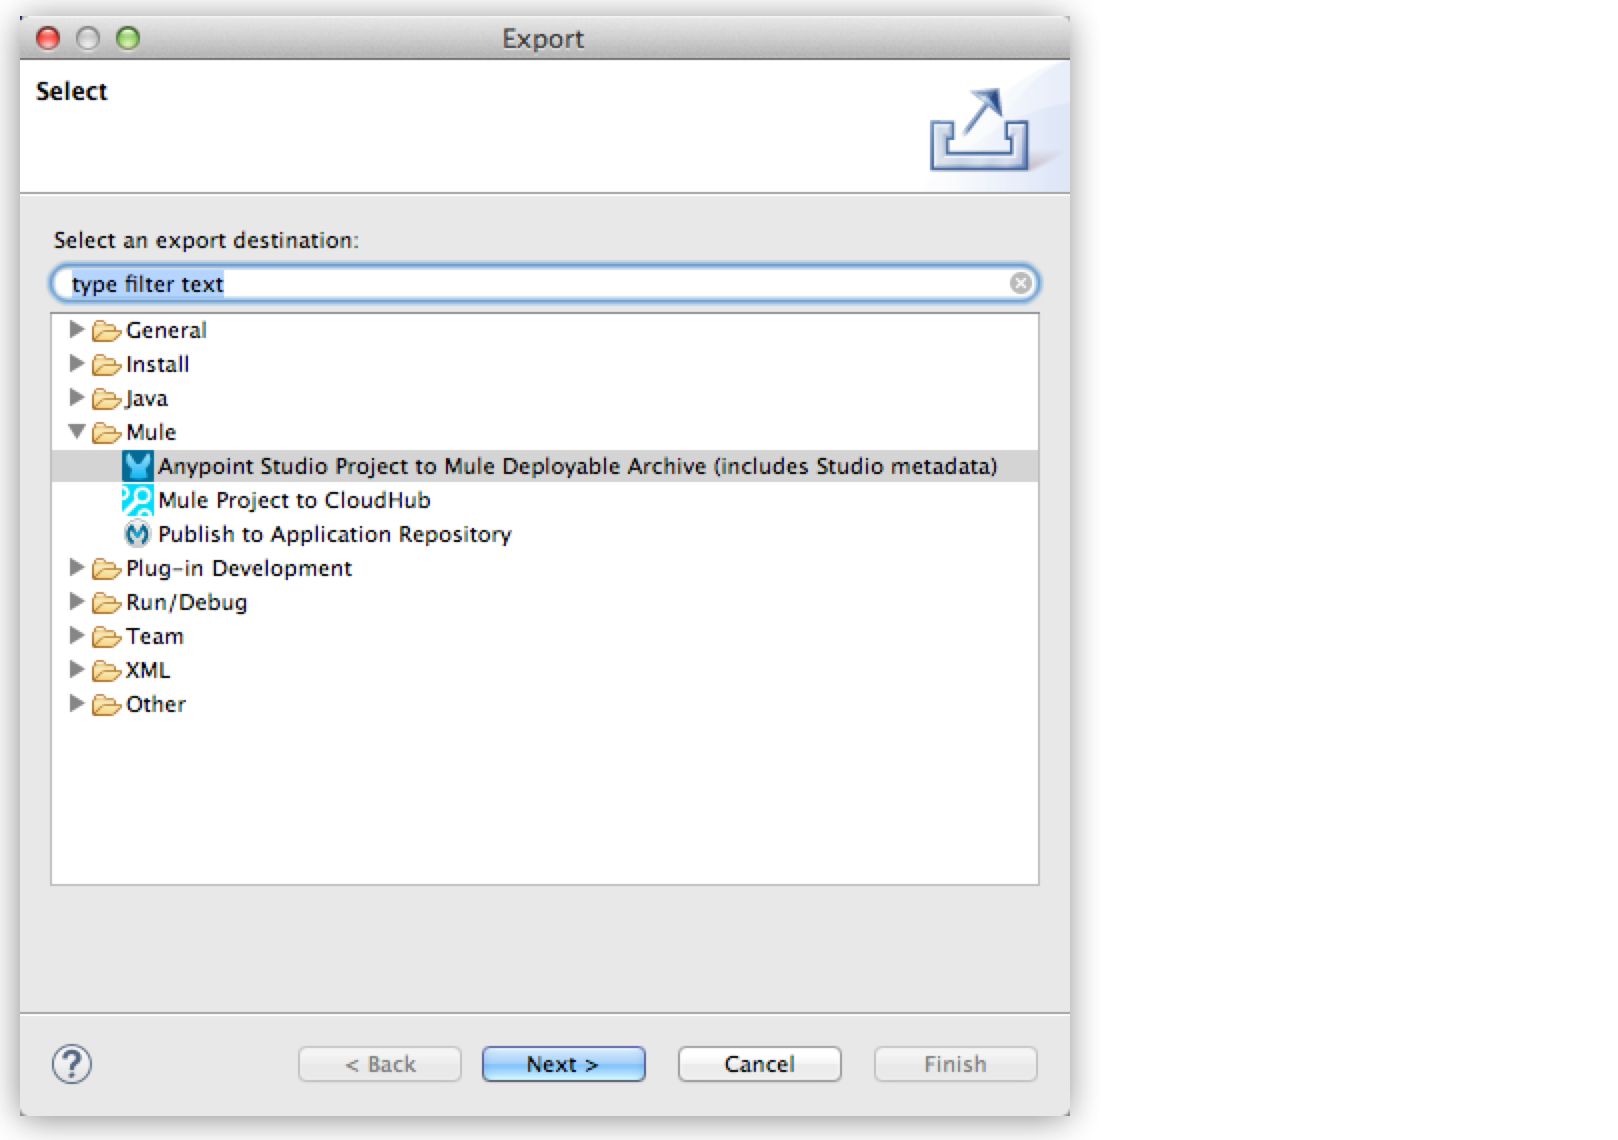 Export
Select
Select an export destination:
type filter text
General
Install
Java
Mule
Anypoint Studio Project to Mule Deployable Archive (includes Studio metadata)
Mule Project to CloudHub
Publish to Application Repository
Plug-in Development
Run/Debug
Team
XML
Other
? < Back Next > Cancel Finish